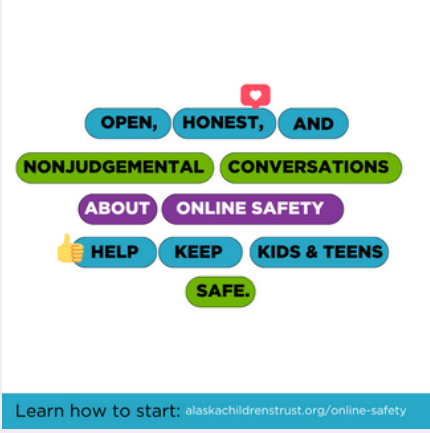 OPEN, HONEST, AND
NONJUDGEMENTAL CONVERSATIONS
ABOUT ONLINE SAFETY
HELP KEEP KIDS & TEENS
SAFE.
Learn how to start: alaskachildrenstrust.org/online-safety